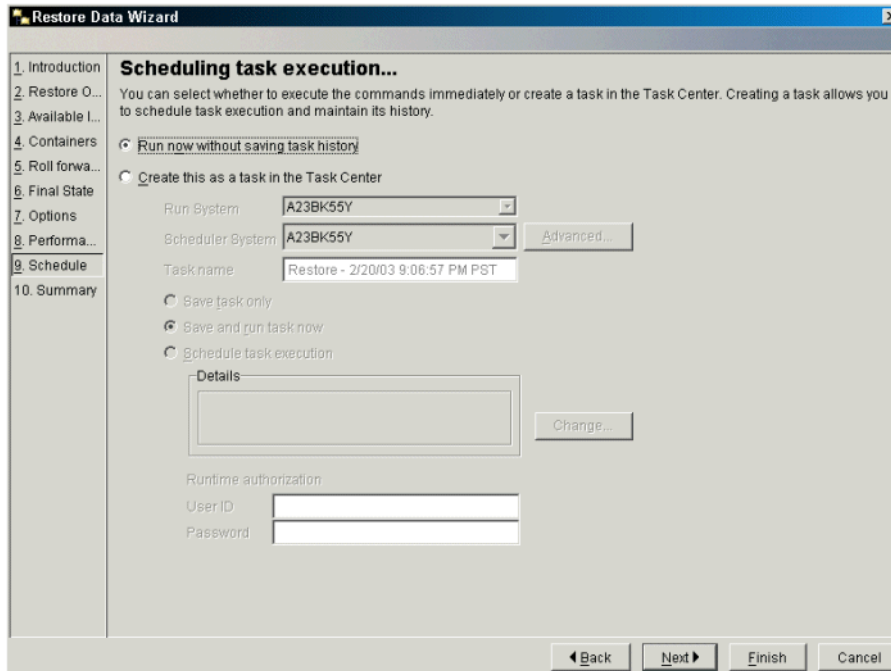 Restore Data Wizard
1. Introduction
2. Restore O...
3. Available I...
4. Containers
5. Roll forwa...
6. Final State
7. Options
8. Performa...
9. Schedule
10. Summary
Scheduling task execution...
You can select whether to execute the commands immediately or create a task in the Task Center. Creating a task allows you
to schedule task execution and maintain its history.
Run now without saving task history
Create this as a task in the Task Center
Run System A23BK55Y
Scheduler System A23BK55Y Advanced...
Task name Restore - 2/20/03 9:06:57 PM PST
Save task only
Save and run task now
Schedule task execution
Details
Change...
Runtime authorization
User ID
Password
Back Next Finish Cancel